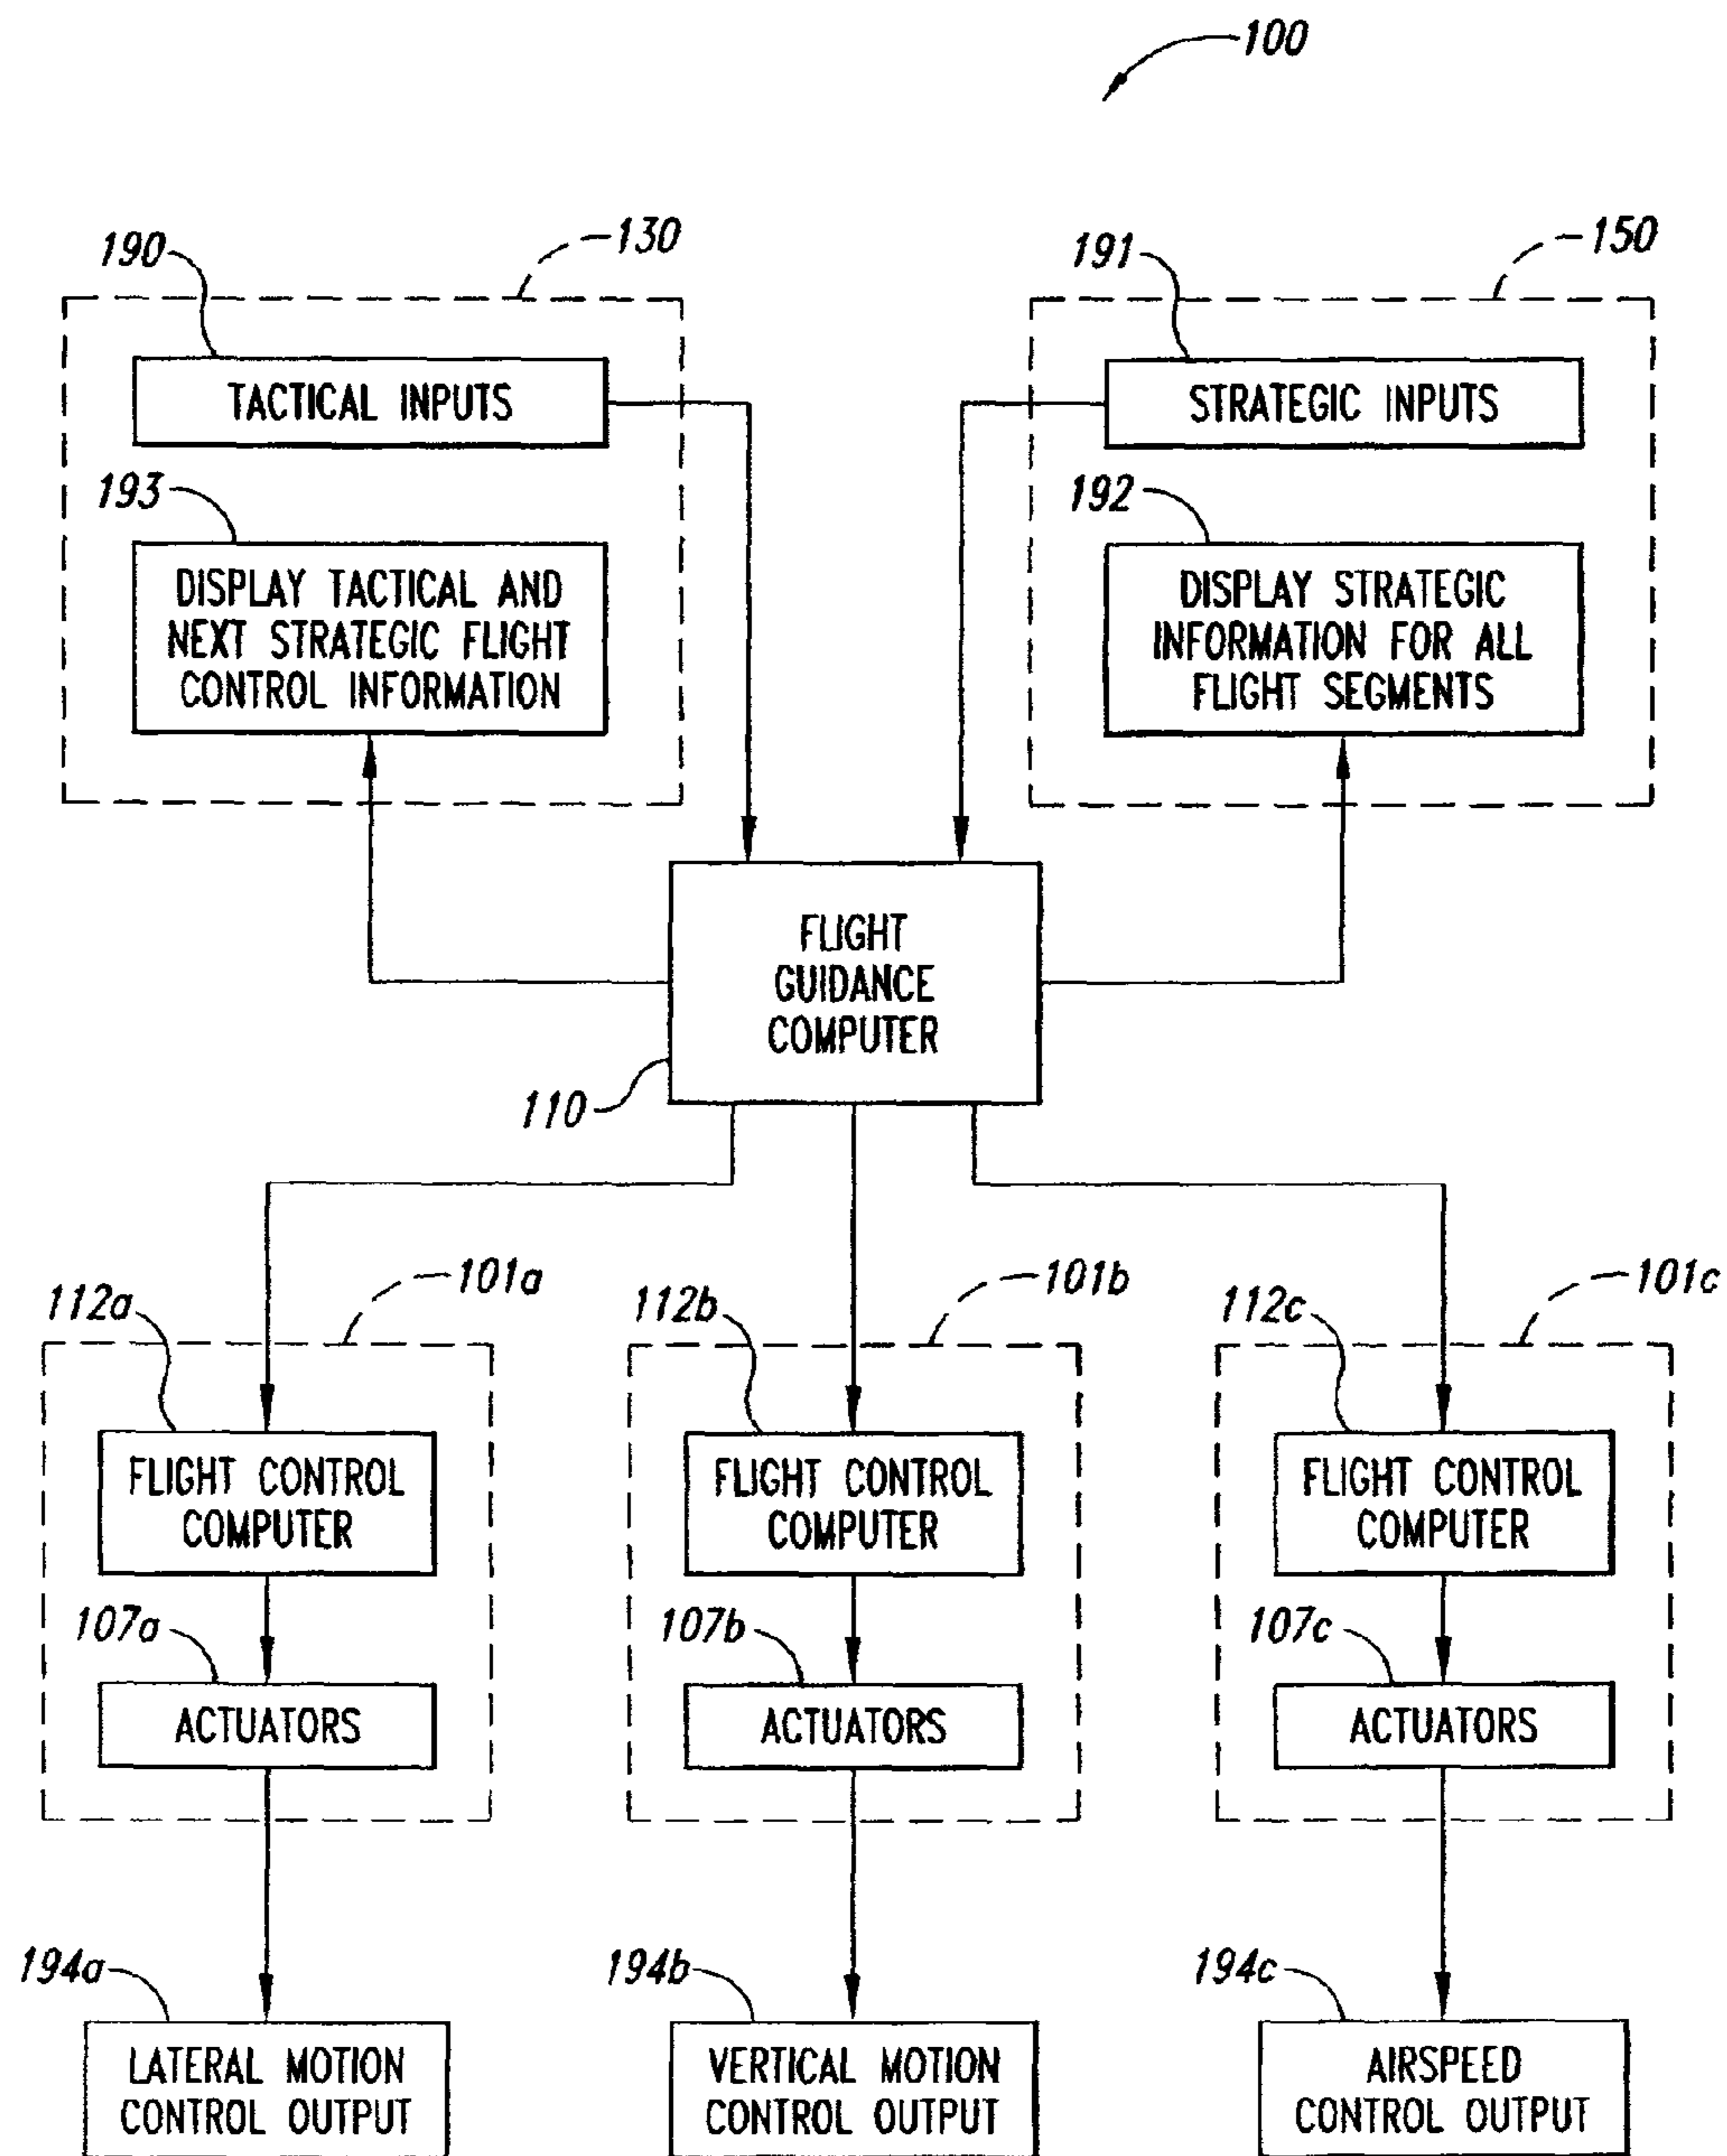 100
130
150
190
191
TACTICAL INPUTS
STRATEGIC INPUTS
193
192
DISPLAY TACTICAL AND
NEXT STRATEGIC FLIGHT
CONTROL INFORMATION
DISPLAY STRATEGIC
INFORMATION FOR ALL
FLIGHT SEGMENTS
FLIGHT
GUIDANCE
COMPUTER
110
101a
101b
101c
112a
112b
112c
FLIGHT CONTROL
COMPUTER
FLIGHT CONTROL
COMPUTER
FLIGHT CONTROL
COMPUTER
107a
107b
107c
ACTUATORS
ACTUATORS
ACTUATORS
194a
194b
194c
LATERAL MOTION
CONTROL OUTPUT
VERTICAL MOTION
CONTROL OUTPUT
AIRSPEED
CONTROL OUTPUT